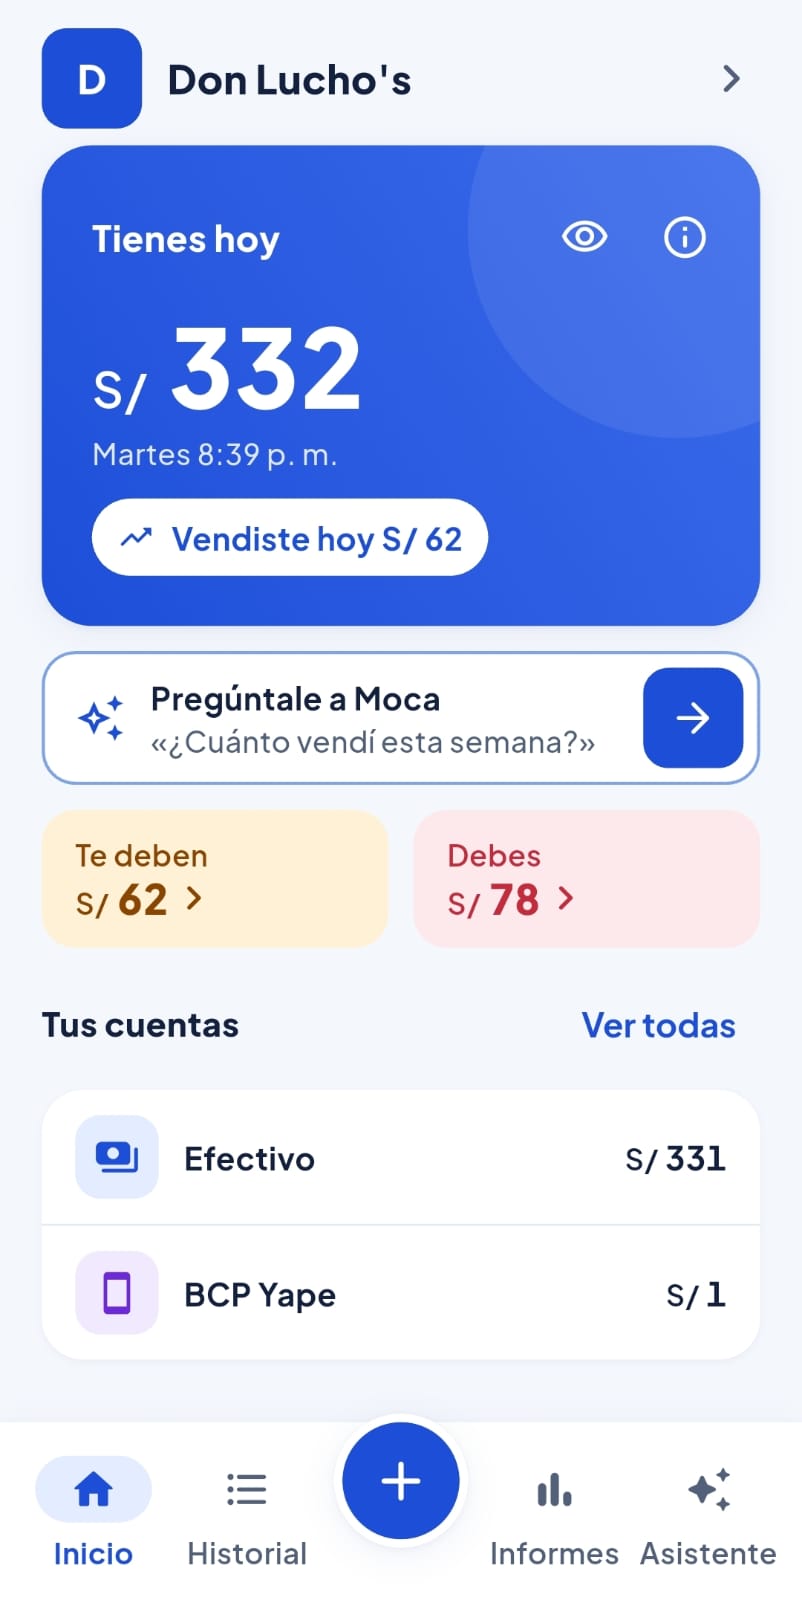 D
Don Lucho's
Tienes hoy
S/ 332
Martes 8:39 p. m.
Vendiste hoy S/ 62
Pregúntale a Moca
«¿Cuánto vendí esta semana?»
Te deben
S/ 62
Debes
S/ 78
Tus cuentas
Ver todas
Efectivo
S/ 331
BCP Yape
S/ 1
Inicio
Historial
Informes
Asistente